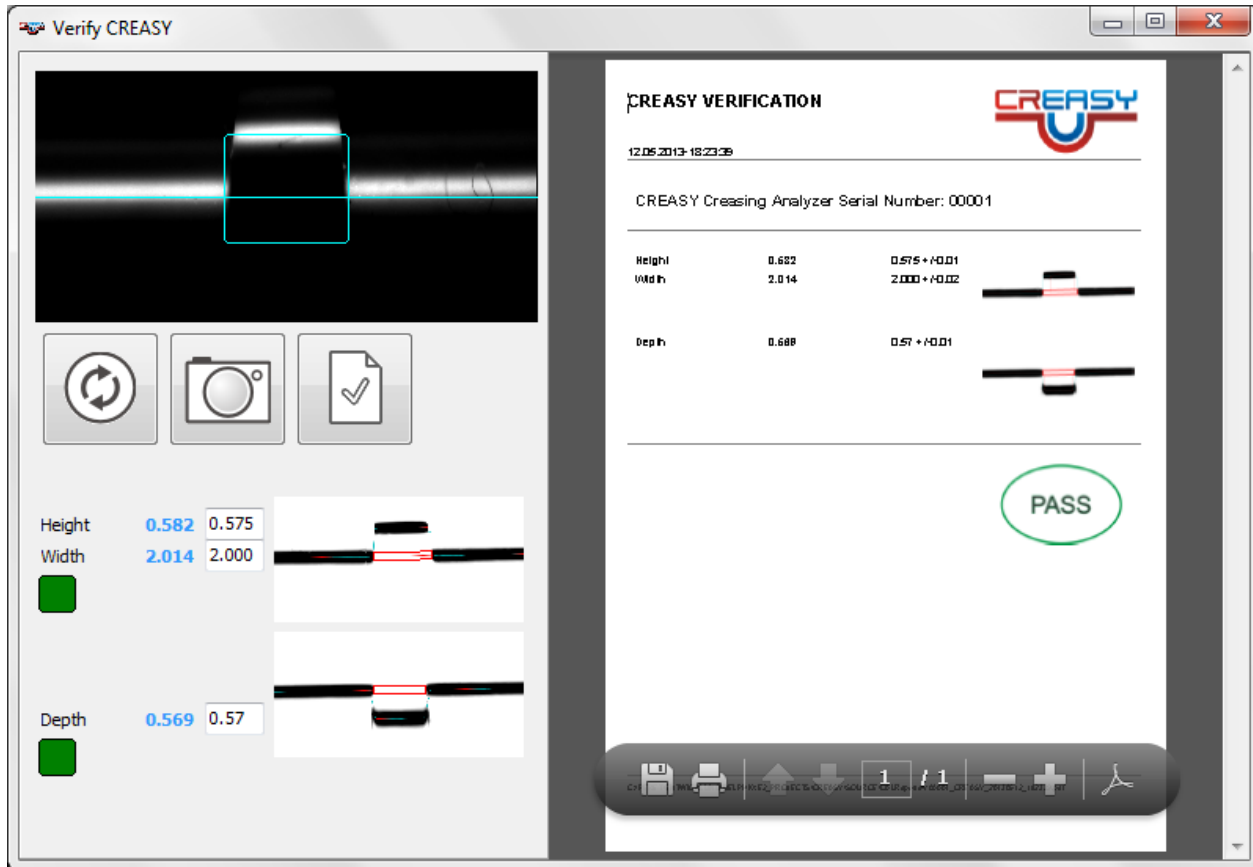 Verify CREASY
Height 0.582 0.575
Width 2.014 2.000
Depth 0.569 0.57
CREASY VERIFICATION
CREASY
12.05.2013-18:23:39
CREASY Creasing Analyzer Serial Number: 00001
Height 0.582 0.575 +/-0.01
Width 2.014 2.000 +/-0.02
Depth 0.569 0.57 +/-0.01
PASS
1 / 1